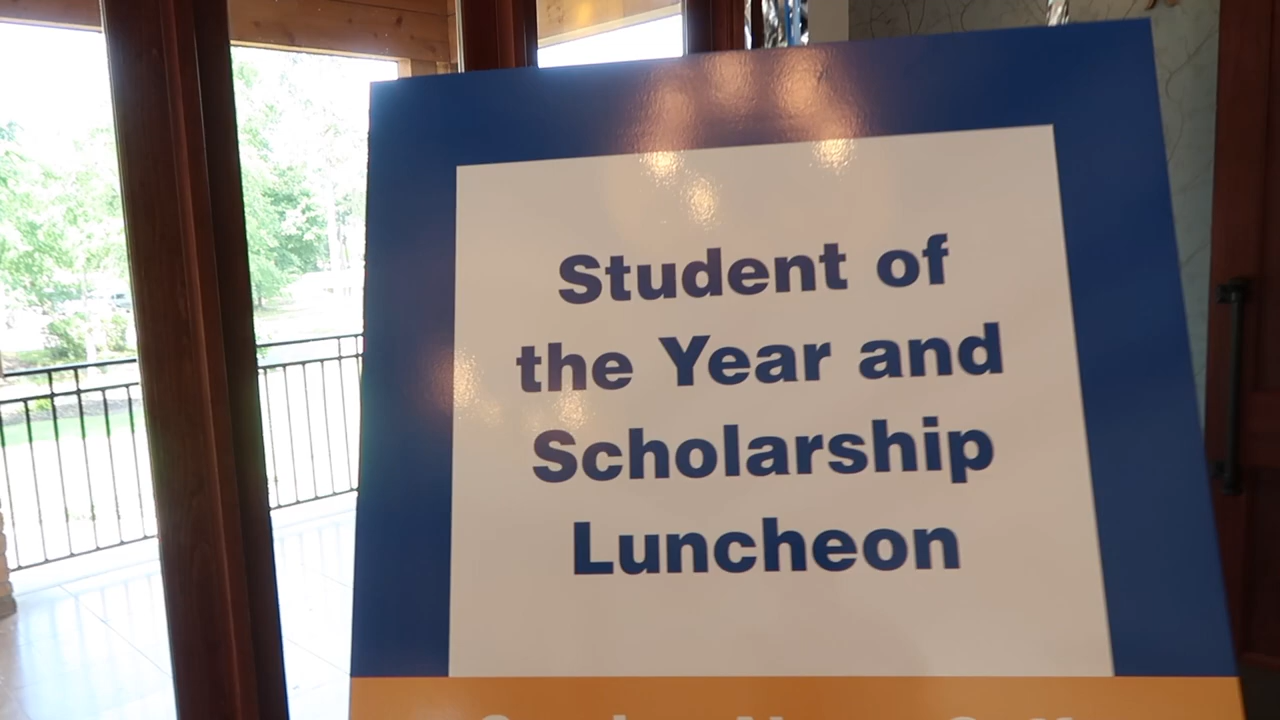 Student of
the Year and
Scholarship
Luncheon